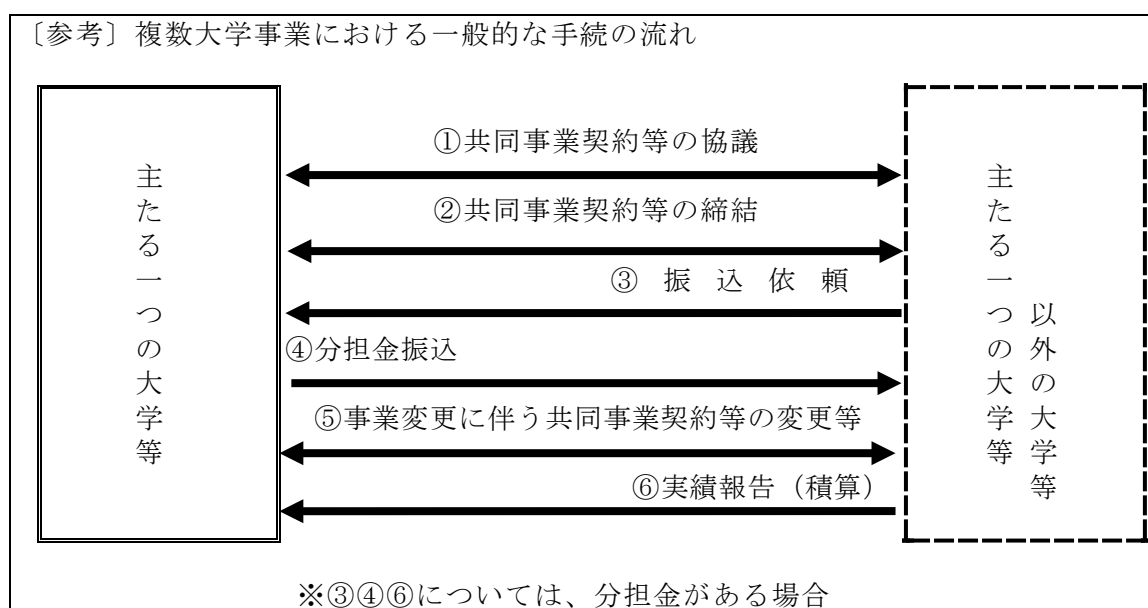 〔参考〕複数大学事業における一般的な手続の流れ
主たる一つの大学等
①共同事業契約等の協議
②共同事業契約等の締結
③　振　込　依　頼
④分担金振込
⑤事業変更に伴う共同事業契約等の変更等
⑥実績報告（積算）
主たる一つの大学等
以外の大学等
※③④⑥については、分担金がある場合